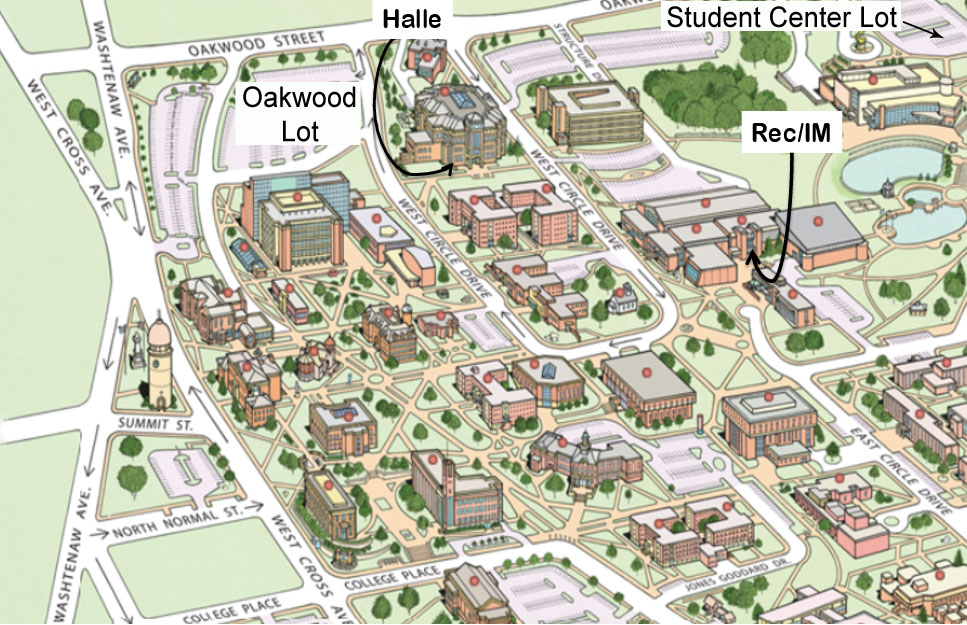 Halle
Student Center Lot
OAKWOOD STREET
WASHTENAW AVE.
WEST CROSS AVE.
STRUCTURE D
Oakwood
Lot
Rec/IM
WEST CIRCLE DRIVE
WEST CIRCLE DRIVE
SUMMIT ST.
EAST CIRCLE DRIVE
NORTH NORMAL ST.
WASHTENAW AVE.
WEST CROSS AVE
COLLEGE PLACE
JONES GODDARD DR.
COLLEGE PLACE